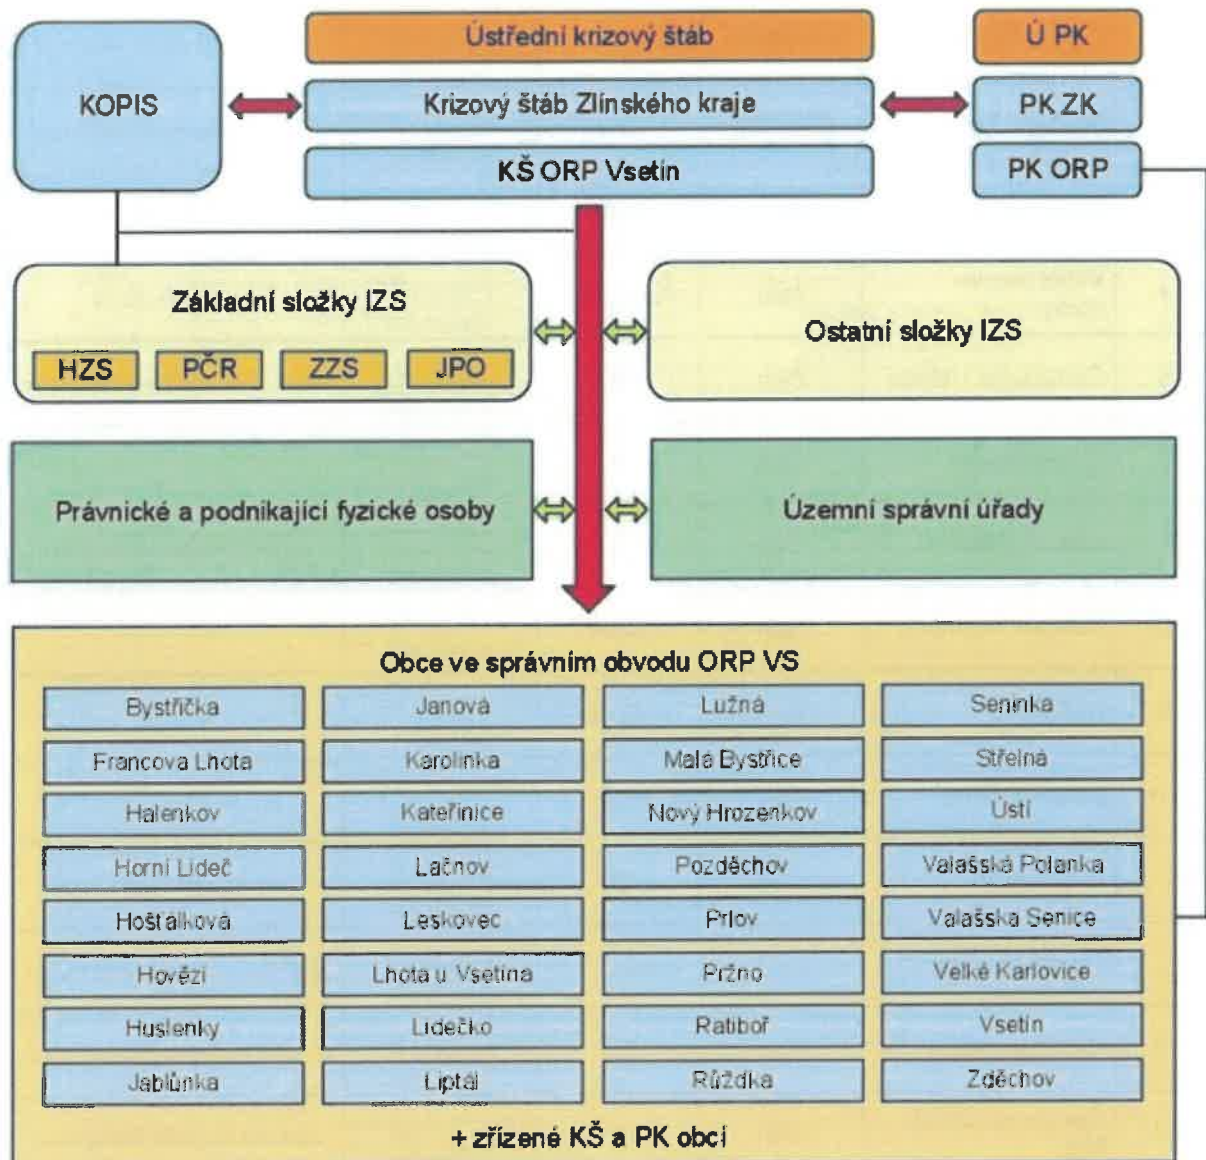 KOPIS
Ústřední krizový štáb
Ú PK
Krizový štáb Zlínského kraje
PK ZK
KŠ ORP Vsetín
PK ORP
Základní složky IZS
HZS PČR ZZS JPO
Ostatní složky IZS
Právnické a podnikající fyzické osoby
Územní správní úřady
Obce ve správním obvodu ORP VS
Bystřička Janová Lužná Seninka
Francova Lhota Karolinka Malá Bystřice Střelná
Halenkov Kateřinice Nový Hrozenkov Ústí
Horní Lideč Lačnov Pozděchov Valašská Polanka
Hošťálková Leskovec Prlov Valašská Senice
Hovězí Lhota u Vsetína Pržno Velké Karlovice
Huslenky Lidečko Ratiboř Vsetín
Jablůnka Liptál Růžďka Zděchov
+ zřízené KŠ a PK obcí